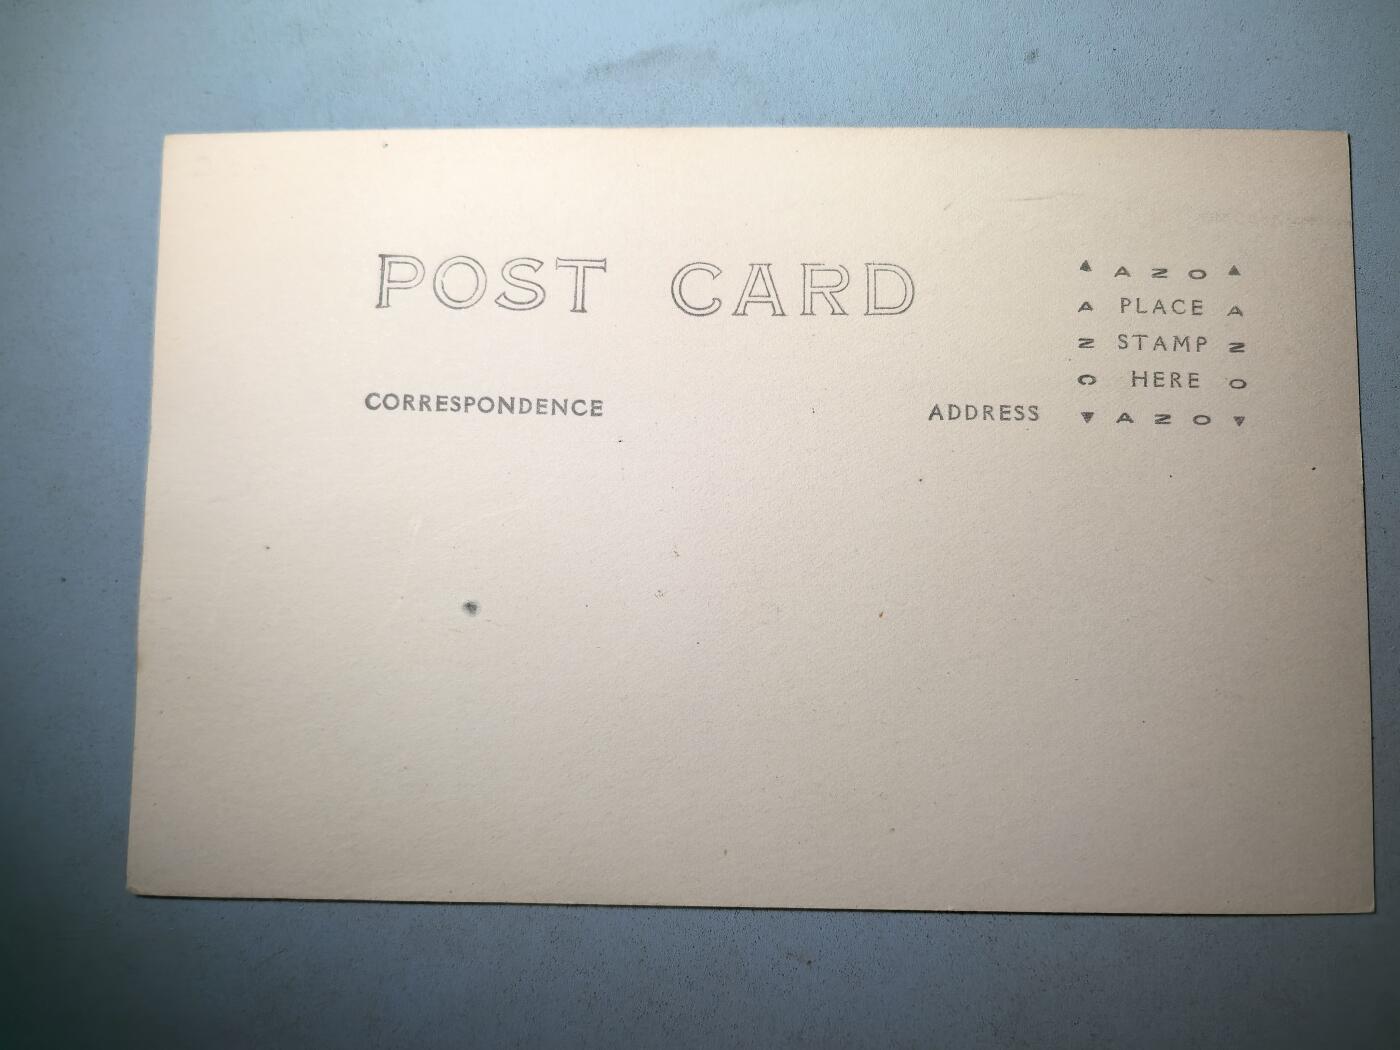 POST CARD
CORRESPONDENCE
ADDRESS
▲ A Z O ▲
A PLACE A
Z STAMP Z
O HERE O
▼ A Z O ▼